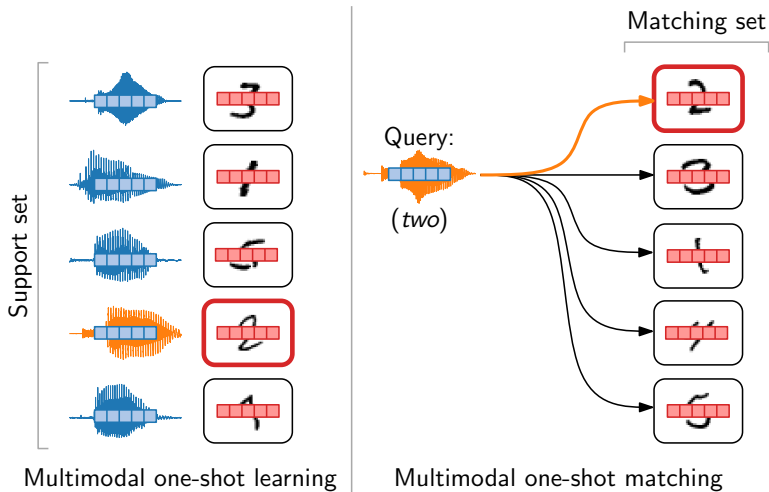 Matching set
Support set
Query:
(two)
Multimodal one-shot learning
Multimodal one-shot matching